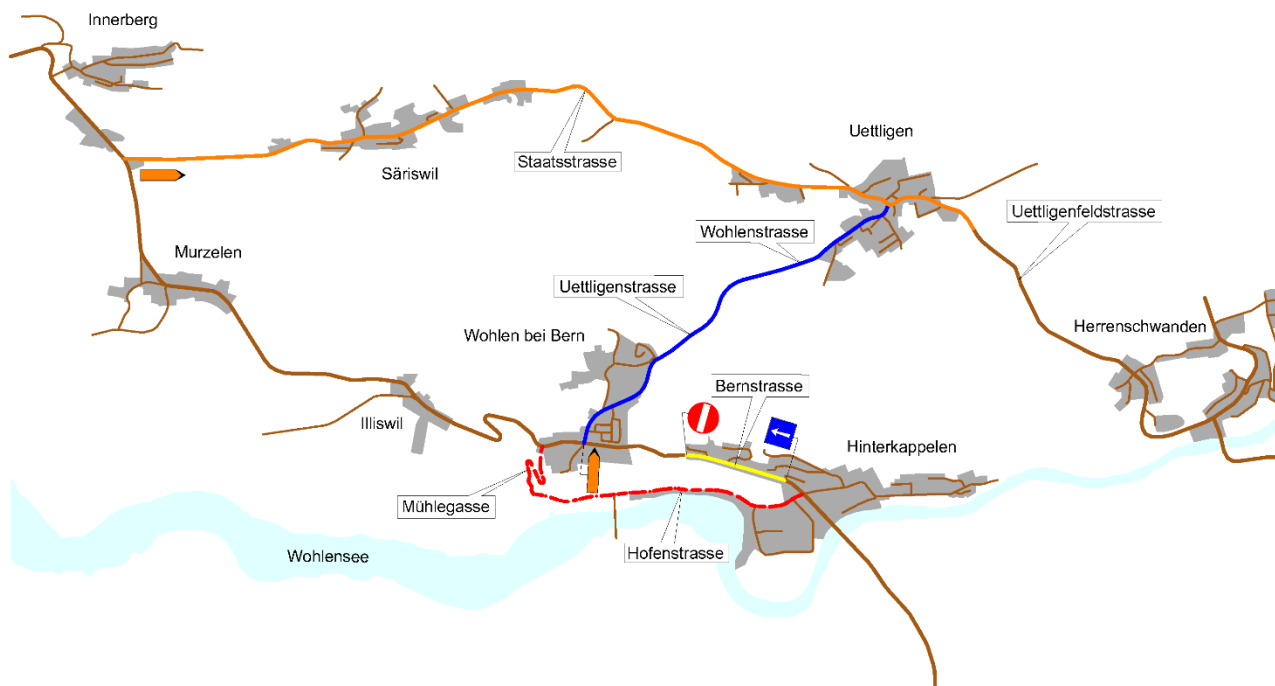 Innerberg
Uettligen
Staatsstrasse
Säriswil
Uettligenfeldstrasse
Wohlenstrasse
Murzelen
Uettligenstrasse
Herrenschwanden
Wohlen bei Bern
Bernstrasse
Illiswil
Hinterkappelen
Mühlegasse
Hofenstrasse
Wohlensee